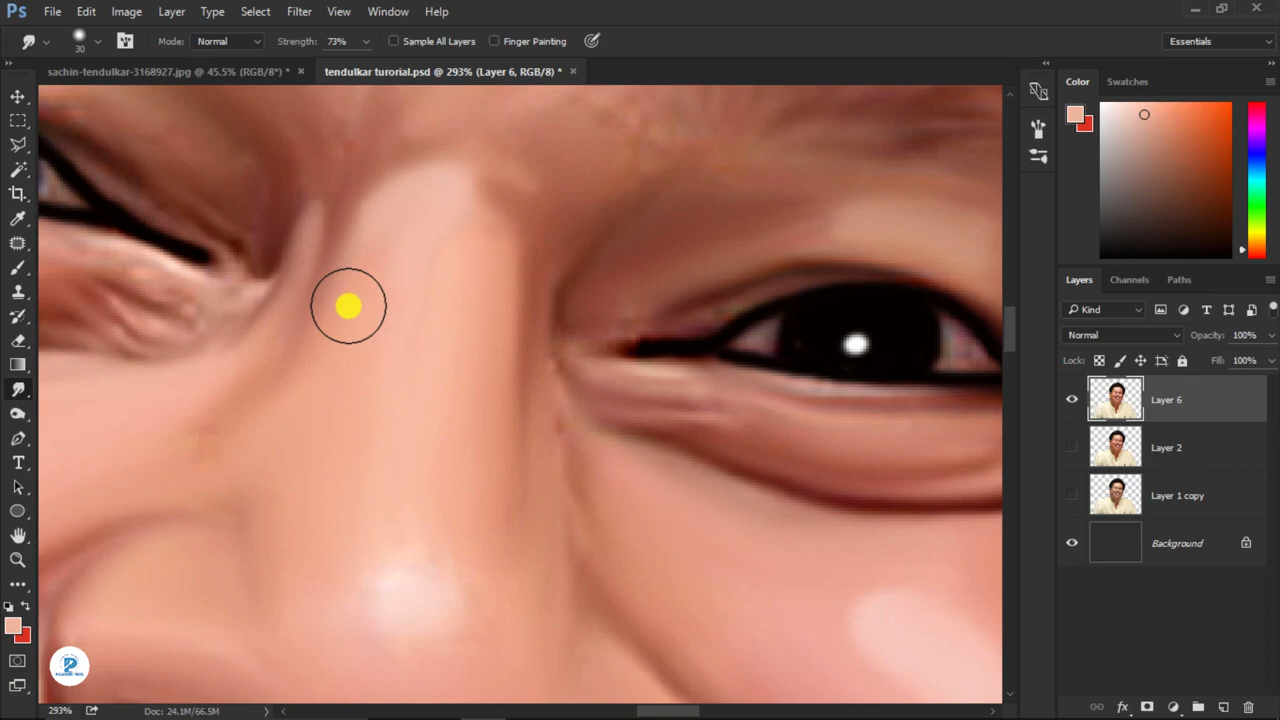 Ps File Edit Image Layer Type Select Filter View Window Help
30 Mode: Normal Strength: 73% Sample All Layers Finger Painting Essentials
sachin-tendulkar-3168927.jpg @ 45.5% (RGB/8*) * × tendulkar turorial.psd @ 293% (Layer 6, RGB/8) * ×
Color Swatches
Layers Channels Paths
Kind
Normal Opacity: 100%
Lock: Fill: 100%
Layer 6
Layer 2
Layer 1 copy
Background
293% Doc: 24.1M/66.5M